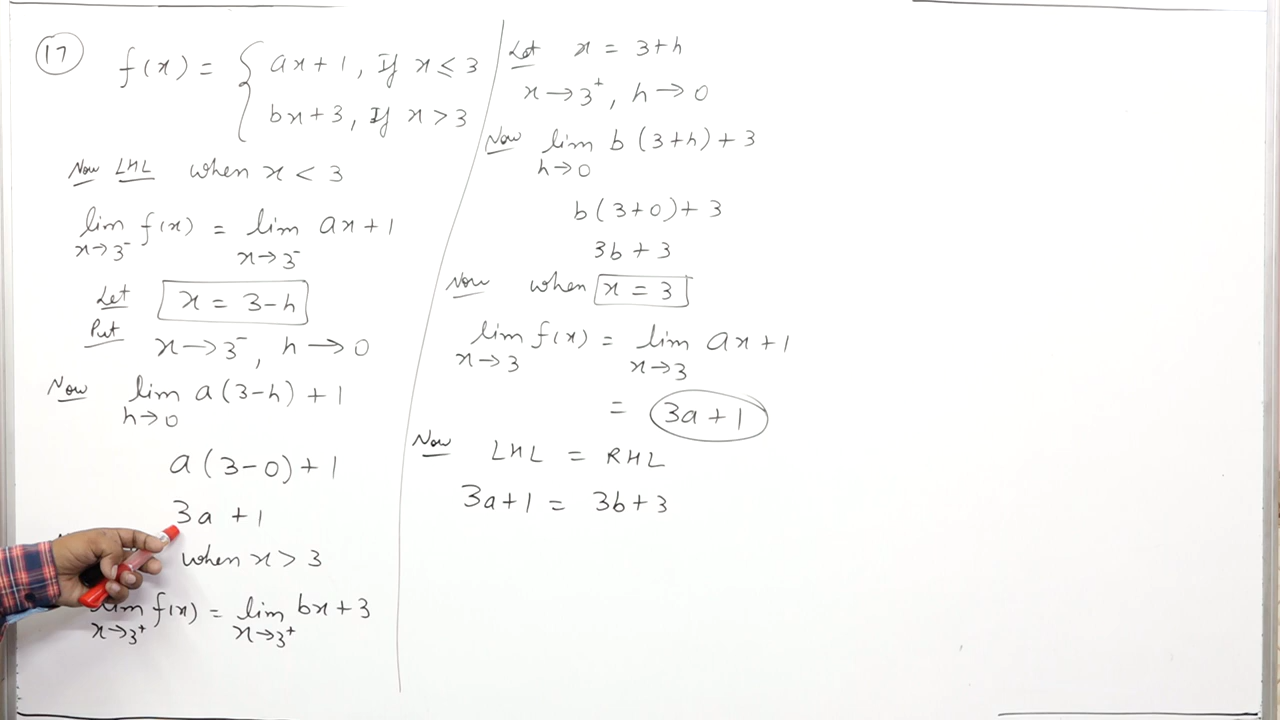 17
f(x) = { ax+1, If x ≤ 3
bx+3, If x > 3
Now LHL when x < 3
lim x→3⁻ f(x) = lim x→3⁻ ax+1
Let x = 3-h
Put x→3⁻, h→0
Now lim h→0 a(3-h)+1
a(3-0)+1
3a+1
when x > 3
lim x→3⁺ f(x) = lim x→3⁺ bx+3
Let x = 3+h
x→3⁺, h→0
Now lim h→0 b(3+h)+3
b(3+0)+3
3b+3
Now when x = 3
lim x→3 f(x) = lim x→3 ax+1
= 3a+1
Now LHL = RHL
3a+1 = 3b+3